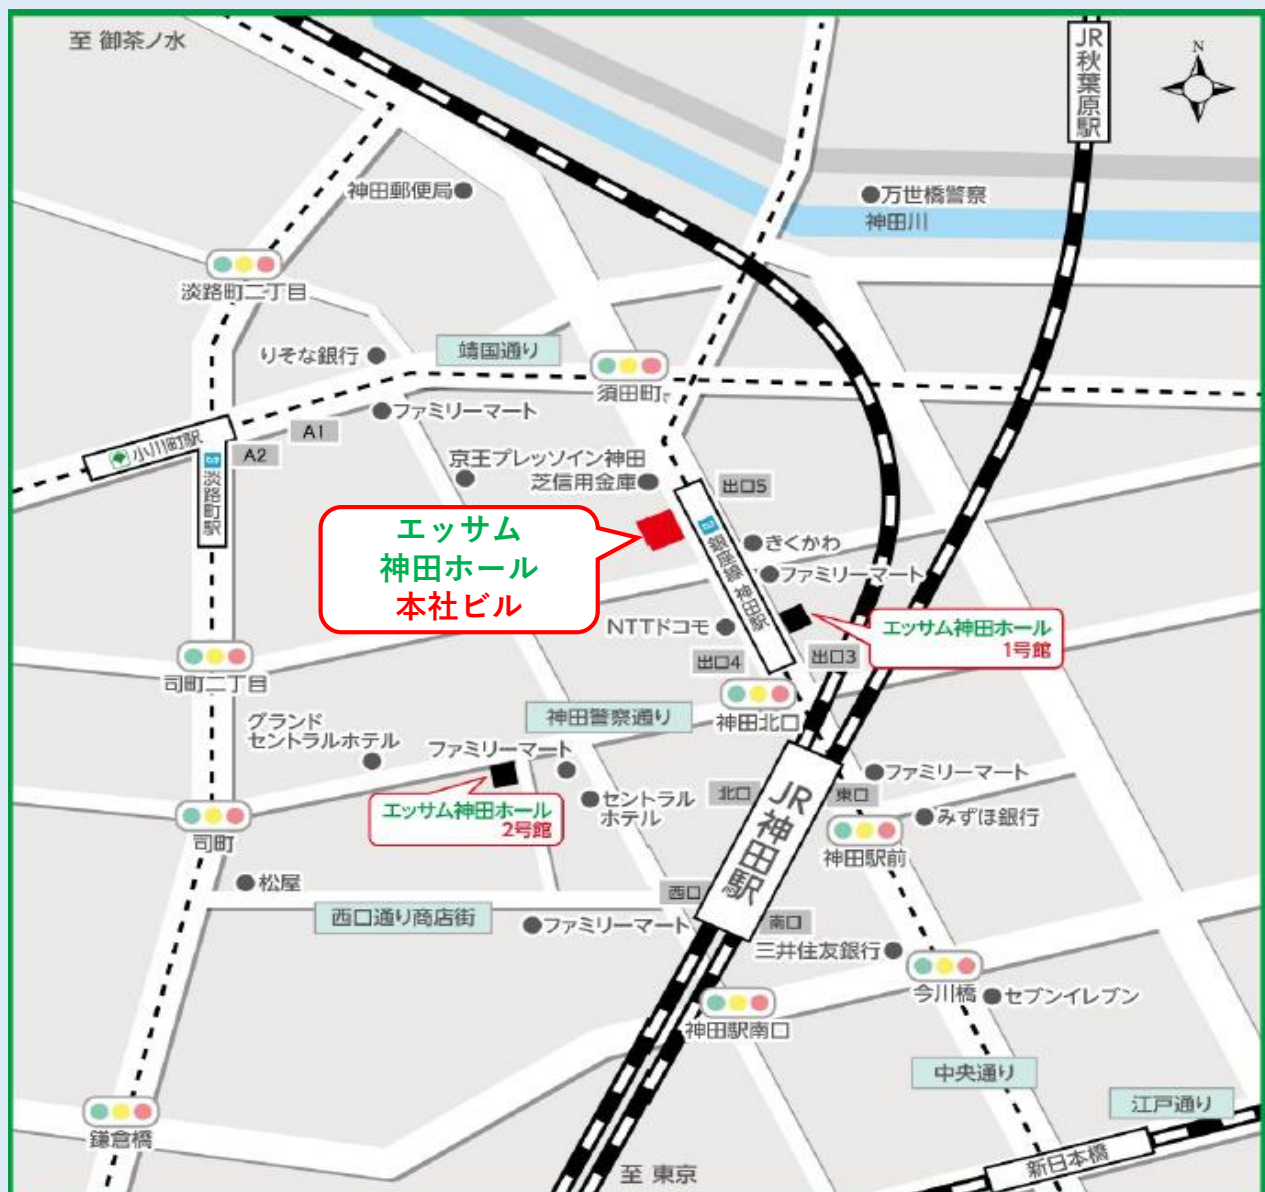 至 御茶ノ水
JR秋葉原駅
N
神田郵便局
万世橋警察
神田川
淡路町二丁目
りそな銀行
靖国通り
須田町
ファミリーマート
A1
小川町駅
A2
淡路町駅
京王プレッソイン神田
芝信用金庫
出口5
エッサム
神田ホール
本社ビル
銀座線 神田駅
きくかわ
ファミリーマート
NTTドコモ
エッサム神田ホール
1号館
出口4
出口3
司町二丁目
神田警察通り
神田北口
グランド
セントラルホテル
ファミリーマート
エッサム神田ホール
2号館
セントラル
ホテル
北口
JR神田駅
東口
ファミリーマート
みずほ銀行
神田駅前
司町
松屋
西口
西口通り商店街
ファミリーマート
南口
三井住友銀行
今川橋
セブンイレブン
神田駅南口
中央通り
江戸通り
鎌倉橋
新日本橋
至 東京